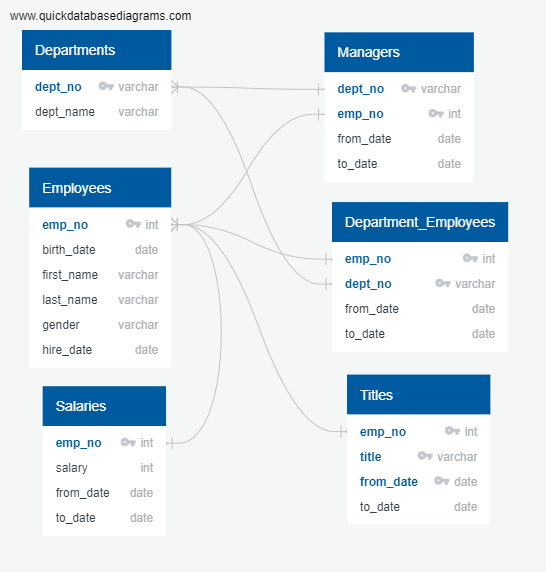 www.quickdatabasediagrams.com
Departments
dept_no varchar
dept_name varchar
Managers
dept_no varchar
emp_no int
from_date date
to_date date
Employees
emp_no int
birth_date date
first_name varchar
last_name varchar
gender varchar
hire_date date
Department_Employees
emp_no int
dept_no varchar
from_date date
to_date date
Salaries
emp_no int
salary int
from_date date
to_date date
Titles
emp_no int
title varchar
from_date date
to_date date